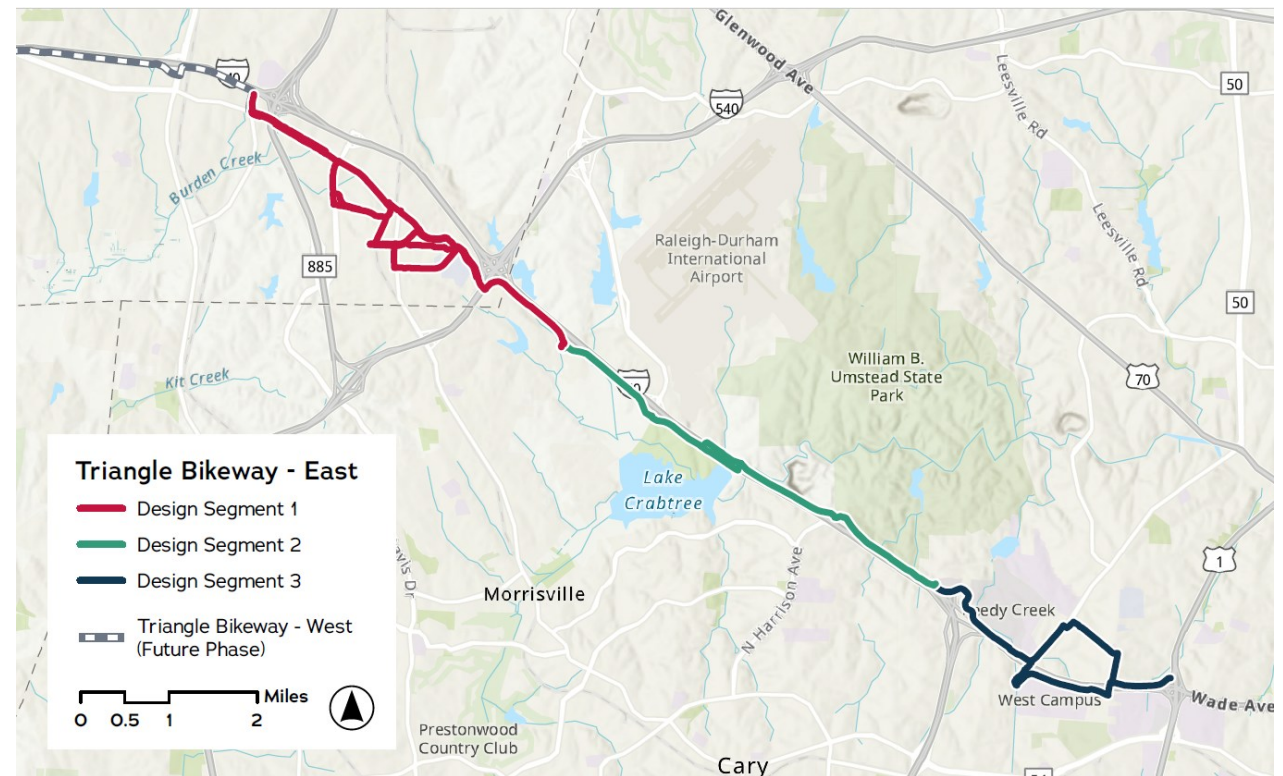 Glenwood Ave
Leesville Rd
50
40
540
Burden Creek
Leesville Rd
Raleigh-Durham
International
Airport
885
50
William B.
Umstead State
Park
70
Kit Creek
Triangle Bikeway - East
Design Segment 1
Design Segment 2
Design Segment 3
Triangle Bikeway - West
(Future Phase)
Miles
0 0.5 1 2
Lake
Crabtree
N Harrison Ave
Morrisville
1
edy Creek
West Campus
Wade Ave
Prestonwood
Country Club
Cary